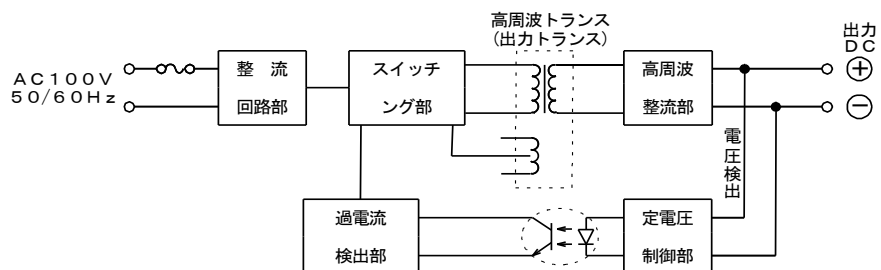 高周波トランス
(出力トランス)
出力
DC
AC100V
50/60Hz
整 流
回路部
スイッチ
ング部
高周波
整流部
⊕
⊖
電圧検出
過電流
検出部
定電圧
制御部